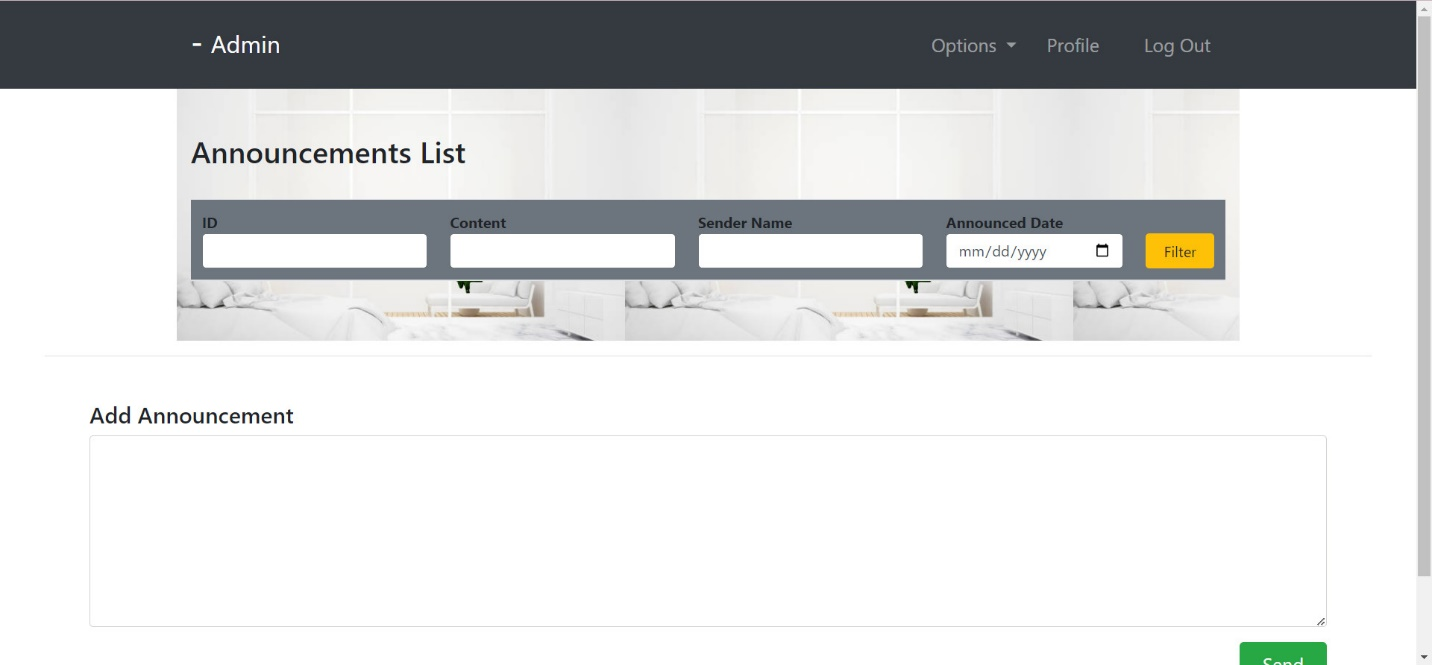 - Admin Options Profile Log Out
Announcements List
ID Content Sender Name Announced Date
mm/dd/yyyy Filter
Add Announcement
Send